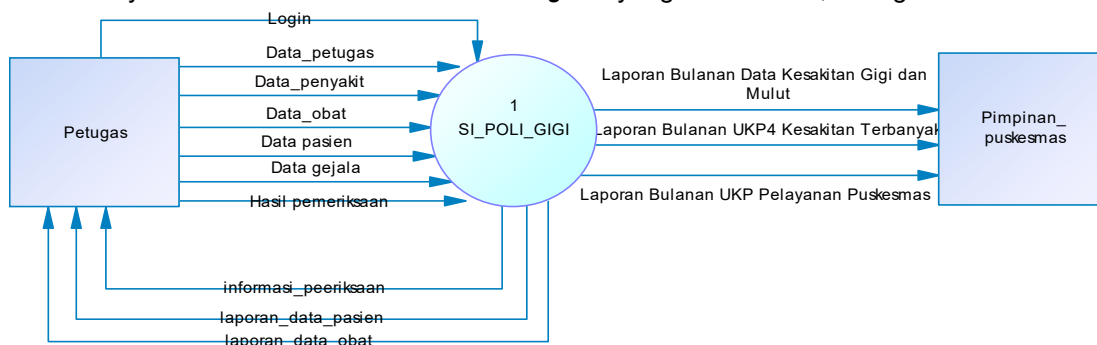 Login
Data_petugas
Data_penyakit
Data_obat
Data pasien
Data gejala
Hasil pemeriksaan
Petugas
1
SI_POLI_GIGI
Laporan Bulanan Data Kesakitan Gigi dan
Mulut
Laporan Bulanan UKP4 Kesakitan Terbanyak
Laporan Bulanan UKP Pelayanan Puskesmas
Pimpinan_
puskesmas
informasi_peeriksaan
laporan_data_pasien
laporan_data_obat